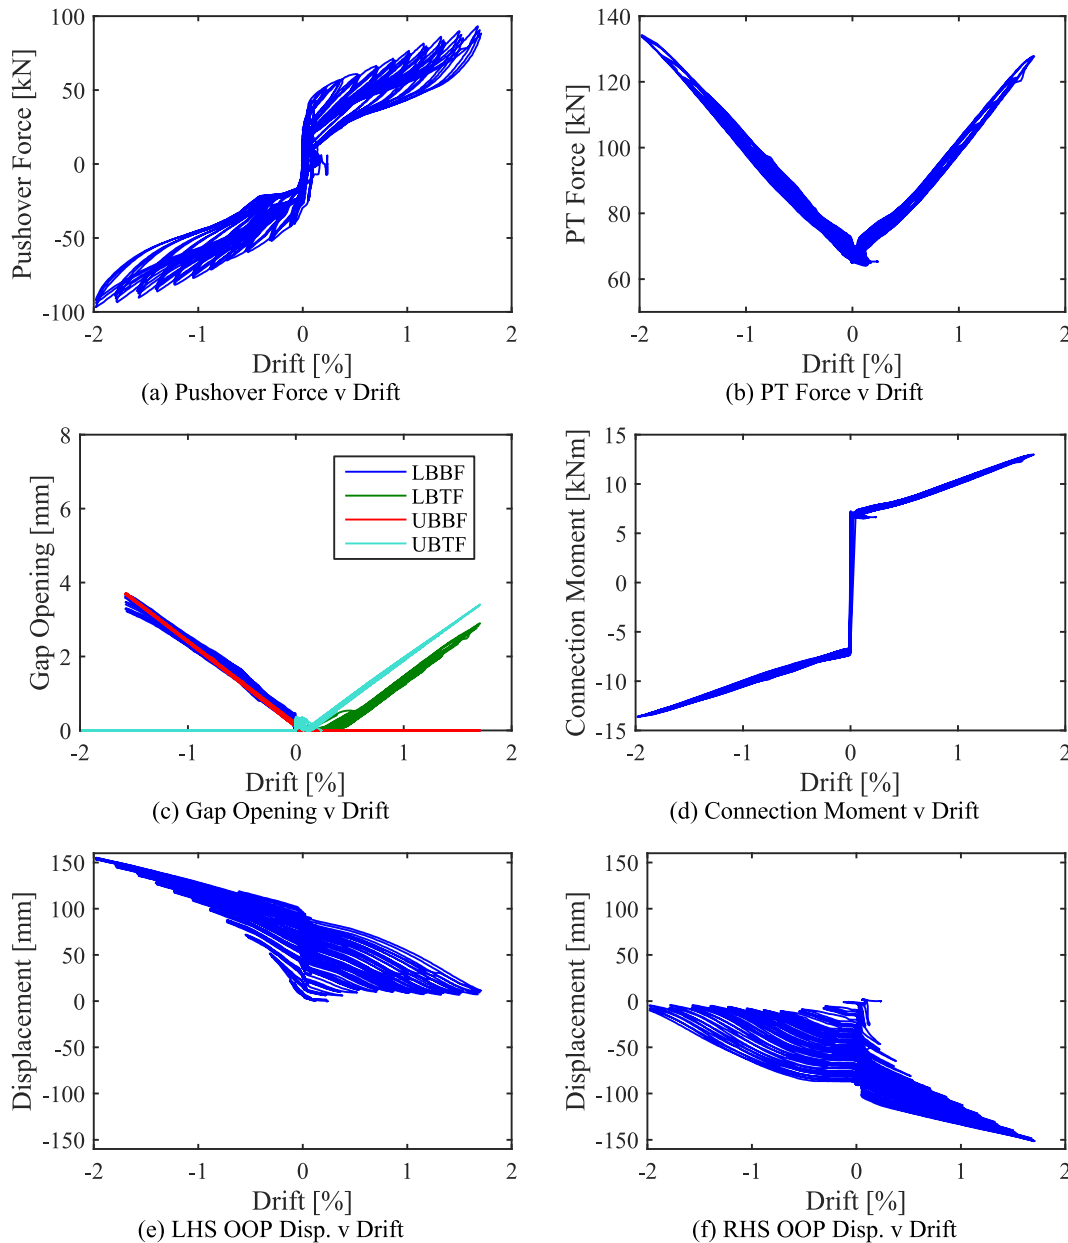 100
50
0
-50
-100
Pushover Force [kN]
-2 -1 0 1 2
Drift [%]
(a) Pushover Force v Drift
140
120
100
80
60
PT Force [kN]
-2 -1 0 1 2
Drift [%]
(b) PT Force v Drift
8
6
4
2
0
Gap Opening [mm]
LBBF
LBTF
UBBF
UBTF
-2 -1 0 1 2
Drift [%]
(c) Gap Opening v Drift
15
10
5
0
-5
-10
-15
Connection Moment [kNm]
-2 -1 0 1 2
Drift [%]
(d) Connection Moment v Drift
150
100
50
0
-50
-100
-150
Displacement [mm]
-2 -1 0 1 2
Drift [%]
(e) LHS OOP Disp. v Drift
150
100
50
0
-50
-100
-150
Displacement [mm]
-2 -1 0 1 2
Drift [%]
(f) RHS OOP Disp. v Drift